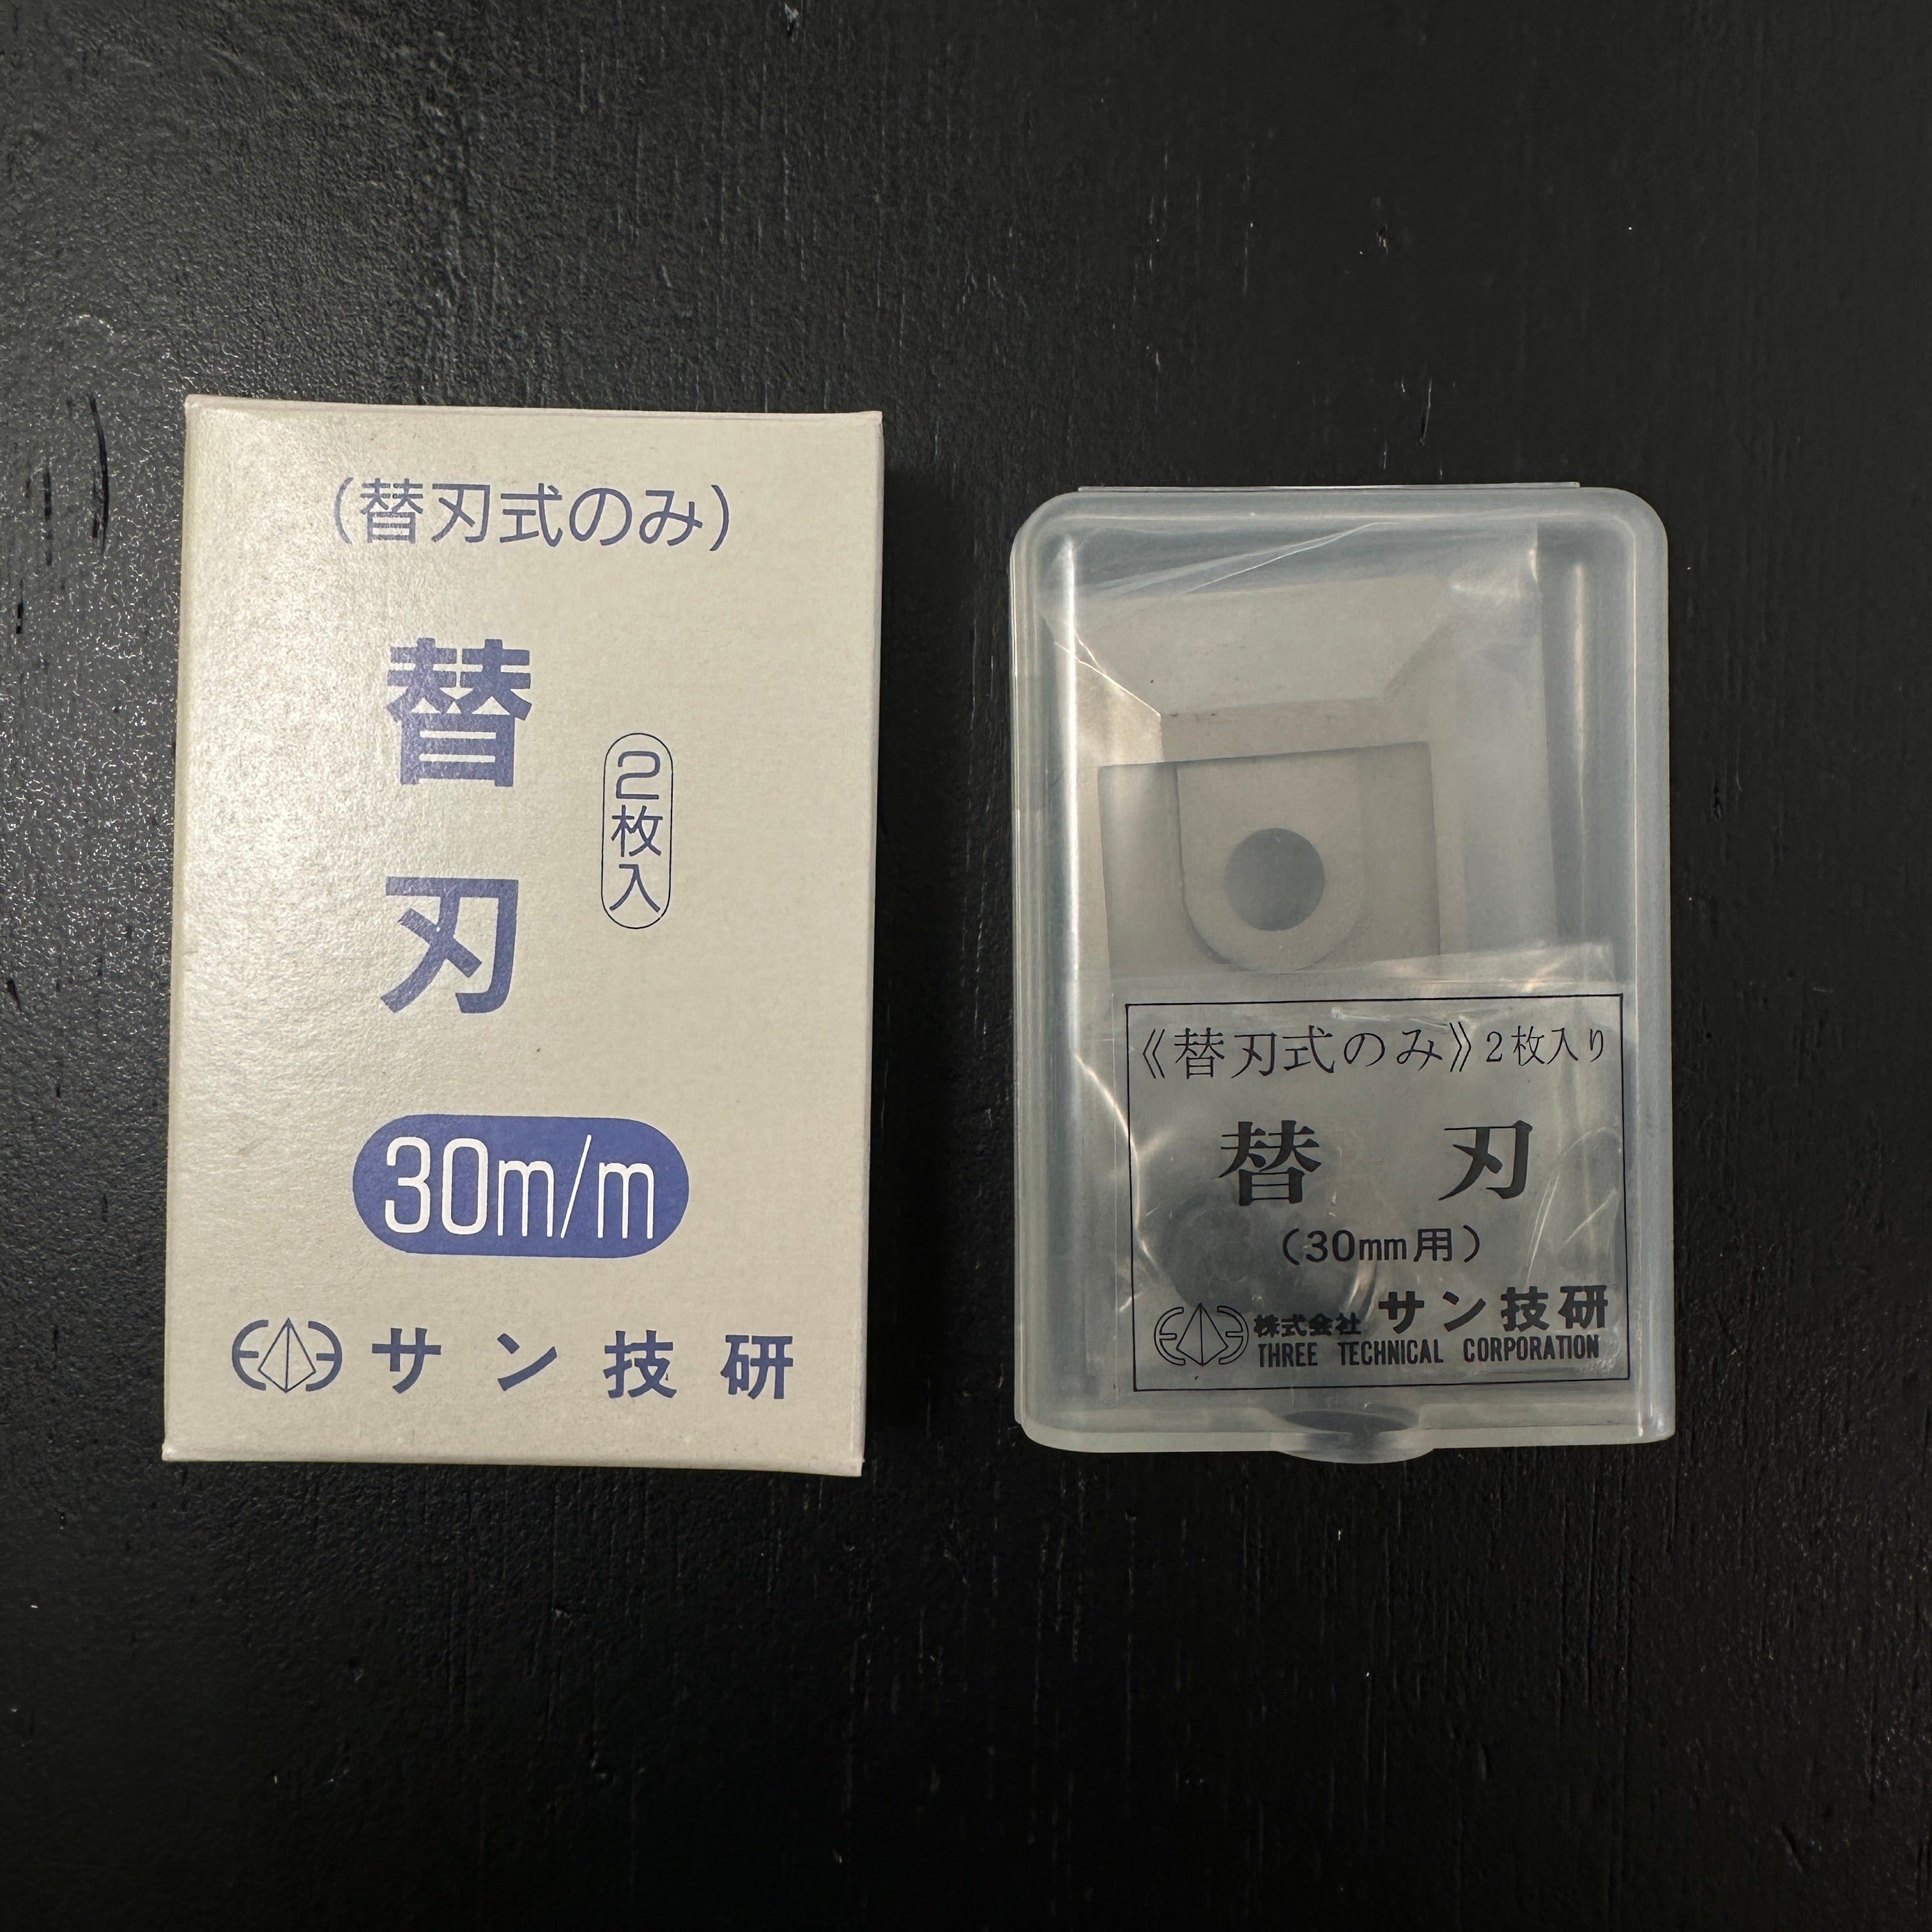 (替刃式のみ)
替刃
2枚入
30m/m
サン技研
《替刃式のみ》2枚入り
替 刃
(30mm用)
株式会社サン技研
THREE TECHNICAL CORPORATION